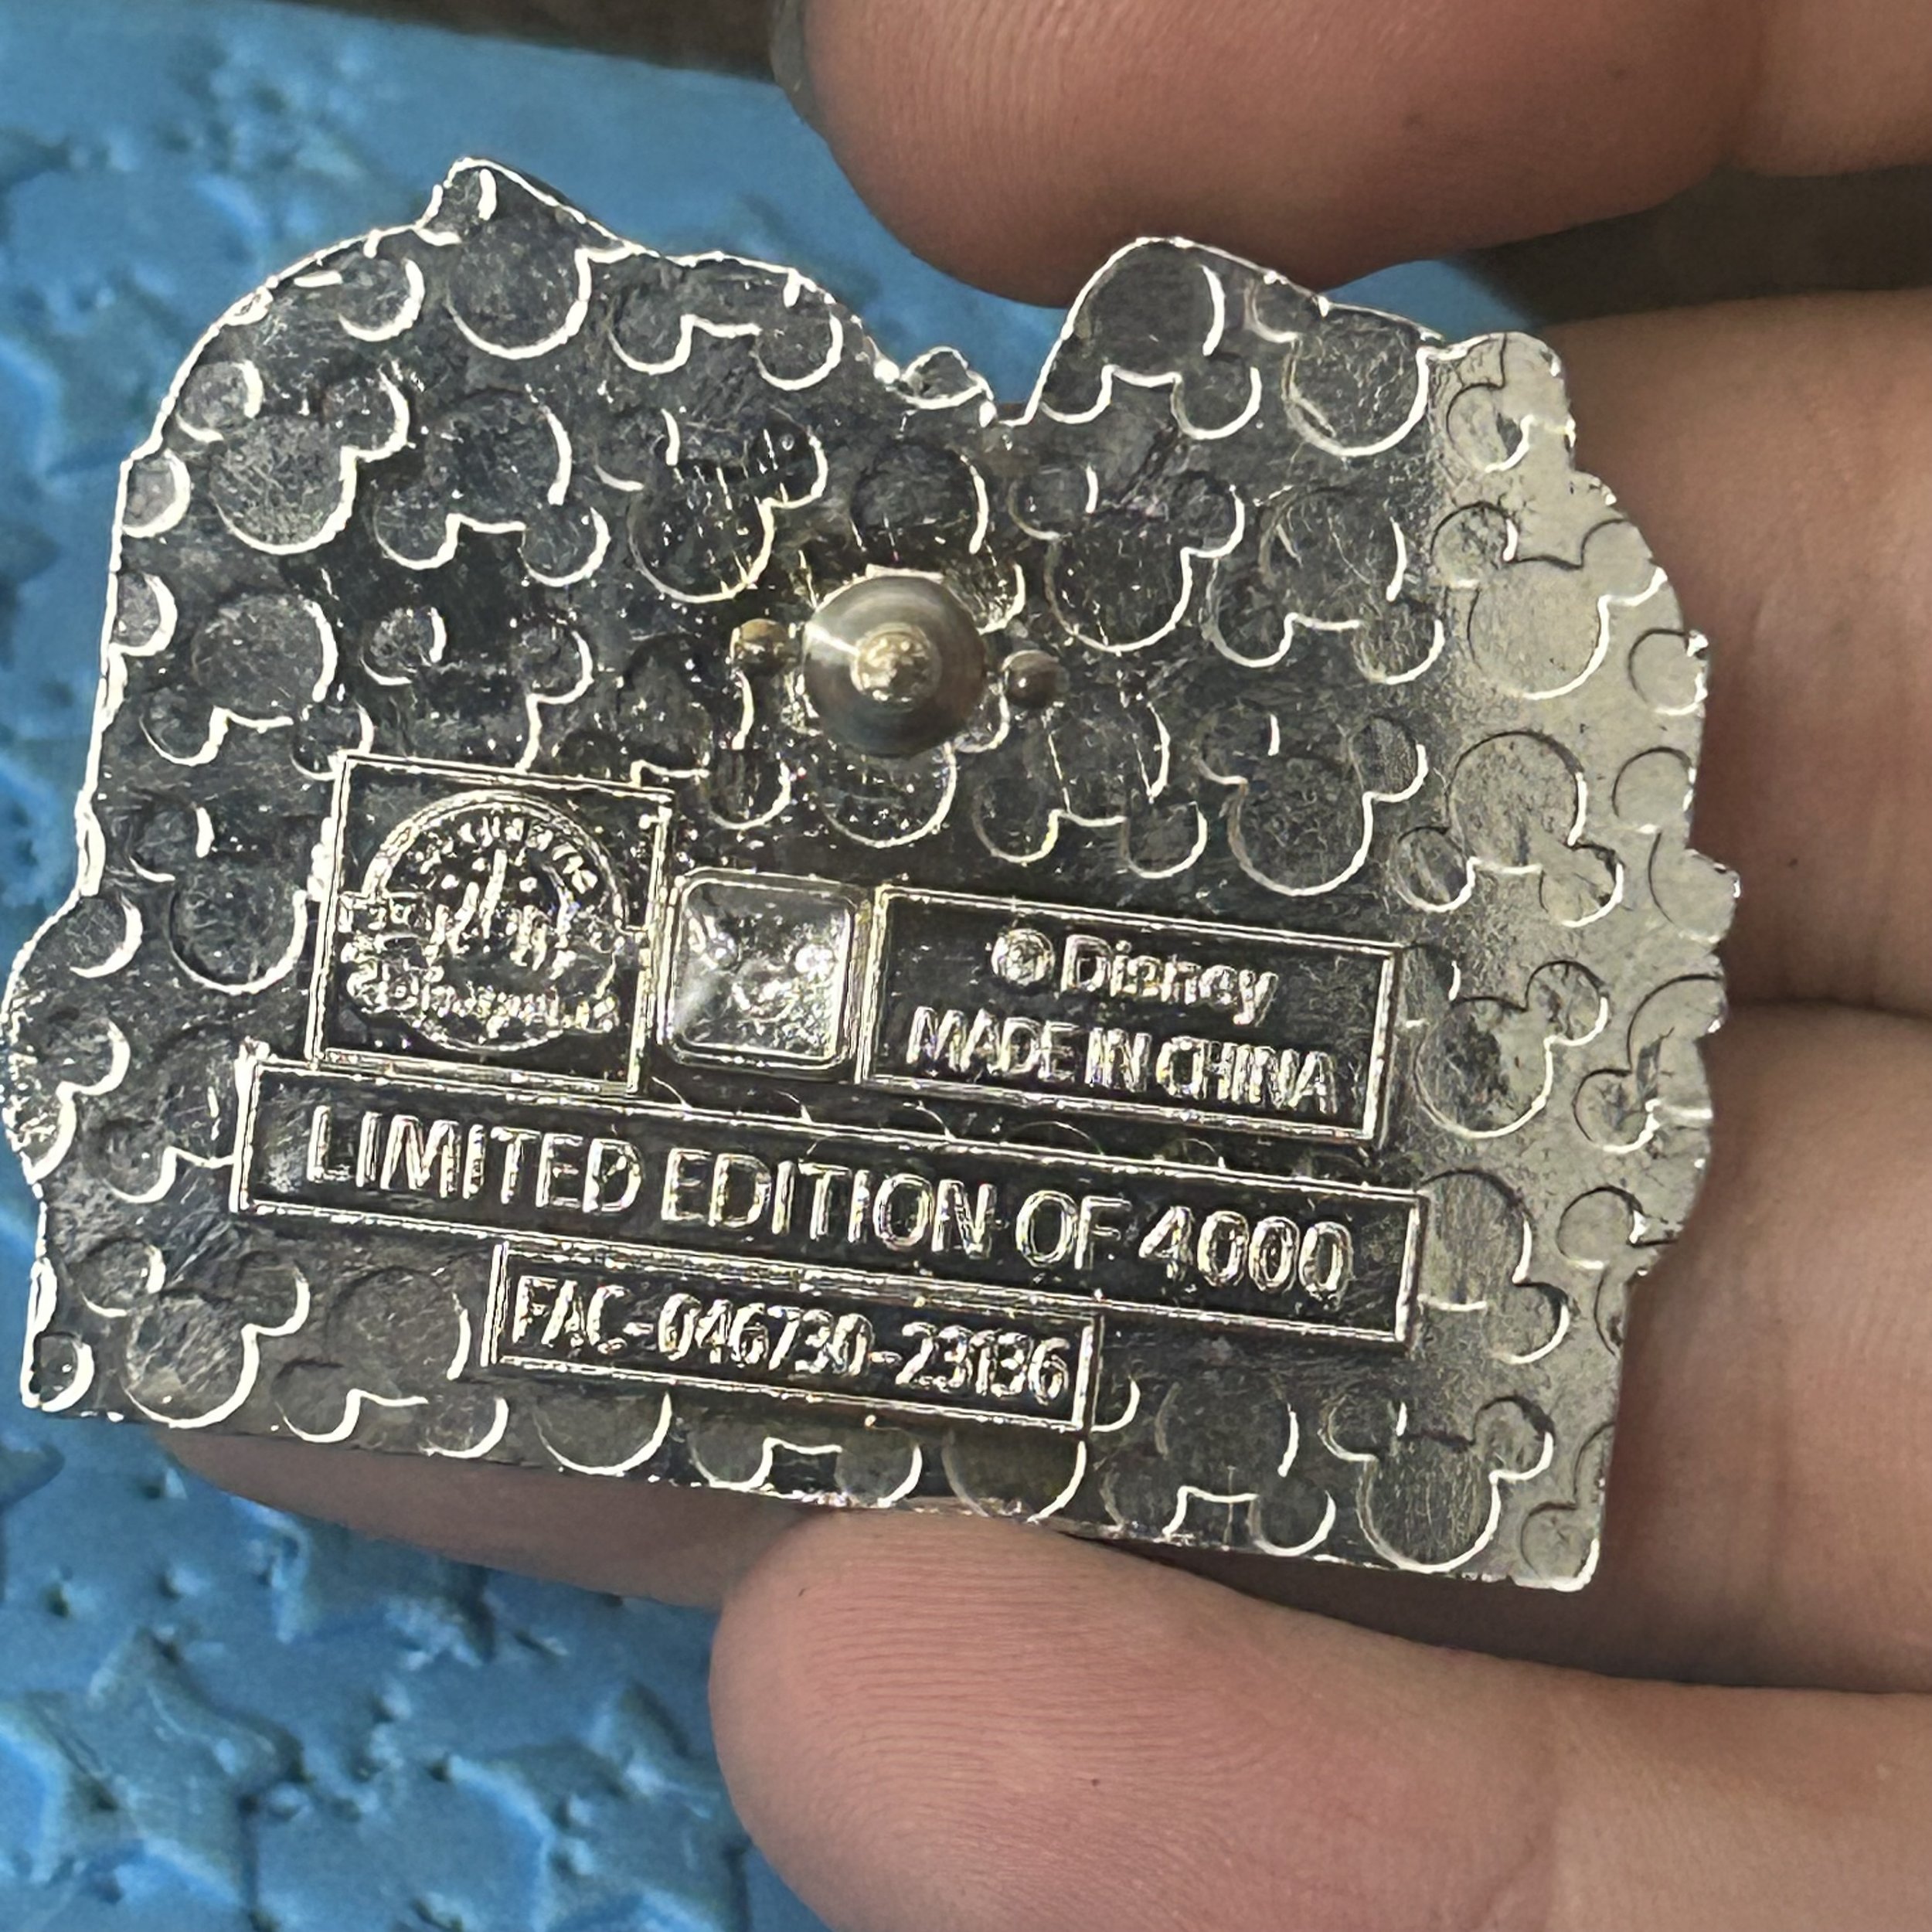 © Disney
MADE IN CHINA
LIMITED EDITION OF 4000
FAC-046730-23136